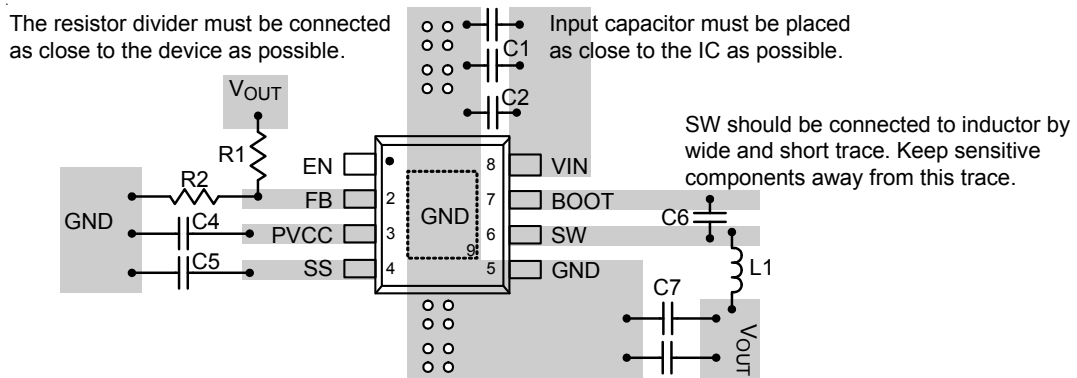 The resistor divider must be connected
as close to the device as possible.
Input capacitor must be placed
as close to the IC as possible.
C1
C2
VOUT
R1
SW should be connected to inductor by
wide and short trace. Keep sensitive
components away from this trace.
EN
8
VIN
R2
FB
2
7
BOOT
GND
C4
PVCC
3
GND
6
SW
C6
C5
SS
4
9
5
GND
L1
C7
VOUT